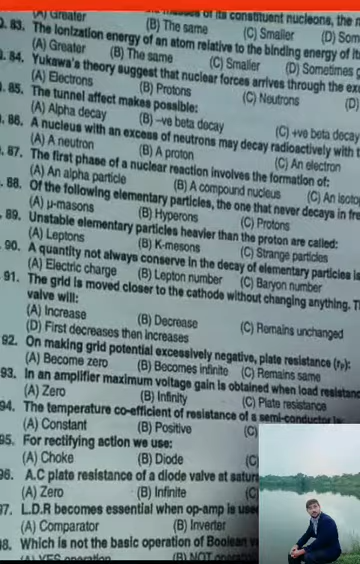 (A) Greater (B) The same (C) Smaller (D) Som
Q. 83. The ionization energy of an atom relative to the binding energy of its
(A) Greater (B) The same (C) Smaller (D) Sometimes
. 84. Yukawa's theory suggest that nuclear forces arrives through the
(A) Electrons (B) Protons (C) Neutrons (D)
. 85. The tunnel affect makes possible:
(A) Alpha decay (B) –ve beta decay (C) +ve beta decay
. 86. A nucleus with an excess of neutrons may decay radioactively with
(A) A neutron (B) A proton (C) An electron
. 87. The first phase of a nuclear reaction involves the formation of:
(A) An alpha particle (B) A compound nucleus (C) An
. 88. Of the following elementary particles, the one that never decays in
(A) μ-masons (B) Hyperons (C) Protons
. 89. Unatable elementary particles heavier than the proton are called:
(A) Leptons (B) K-mesons (C) Strange particles
. 90. A quantity not always conserve in the decay of elementary particles is
(A) Electric charge (B) Lepton number (C) Baryon number
. 91. The grid is moved closer to the cathode without changing anything.
valve will:
(A) Increase (B) Decrease (C) Remains unchanged
(D) First decreases then increases
92. On making grid potential excessively negative, plate resistance (rₚ):
(A) Become zero (B) Becomes infinite (C) Remains same
93. In an amplifier maximum voltage gain is obtained when load
(A) Zero (B) Infinity (C) Plate resistance
94. The temperature co-efficient of resistance of a semi-conductor is
(A) Constant (B) Positive (C)
95. For rectifying action we use:
(A) Choke (B) Diode (C)
96. A.C plate resistance of a diode valve at
(A) Zero (B) Infinite (C
97. L.D.R becomes essential when op-amp is
(A) Comparator (B) Inverter
98. Which is not the basic operation of Boolean
(A) YES operation (B) NOT